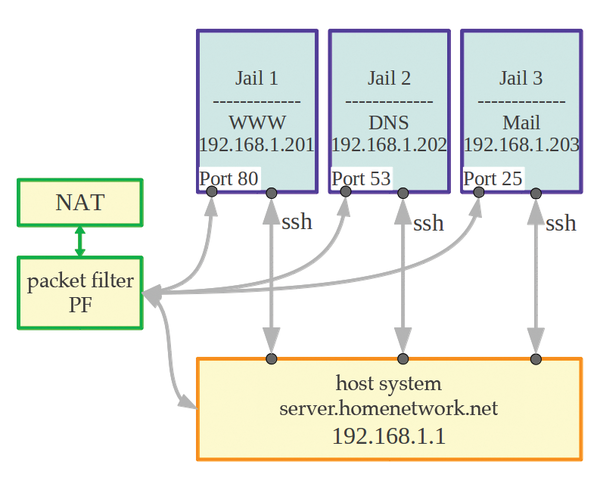 Jail 1
-------------
WWW
192.168.1.201
Port 80
Jail 2
-------------
DNS
192.168.1.202
Port 53
Jail 3
-------------
Mail
192.168.1.203
Port 25
NAT
packet filter
PF
ssh
ssh
ssh
host system
server.homenetwork.net
192.168.1.1